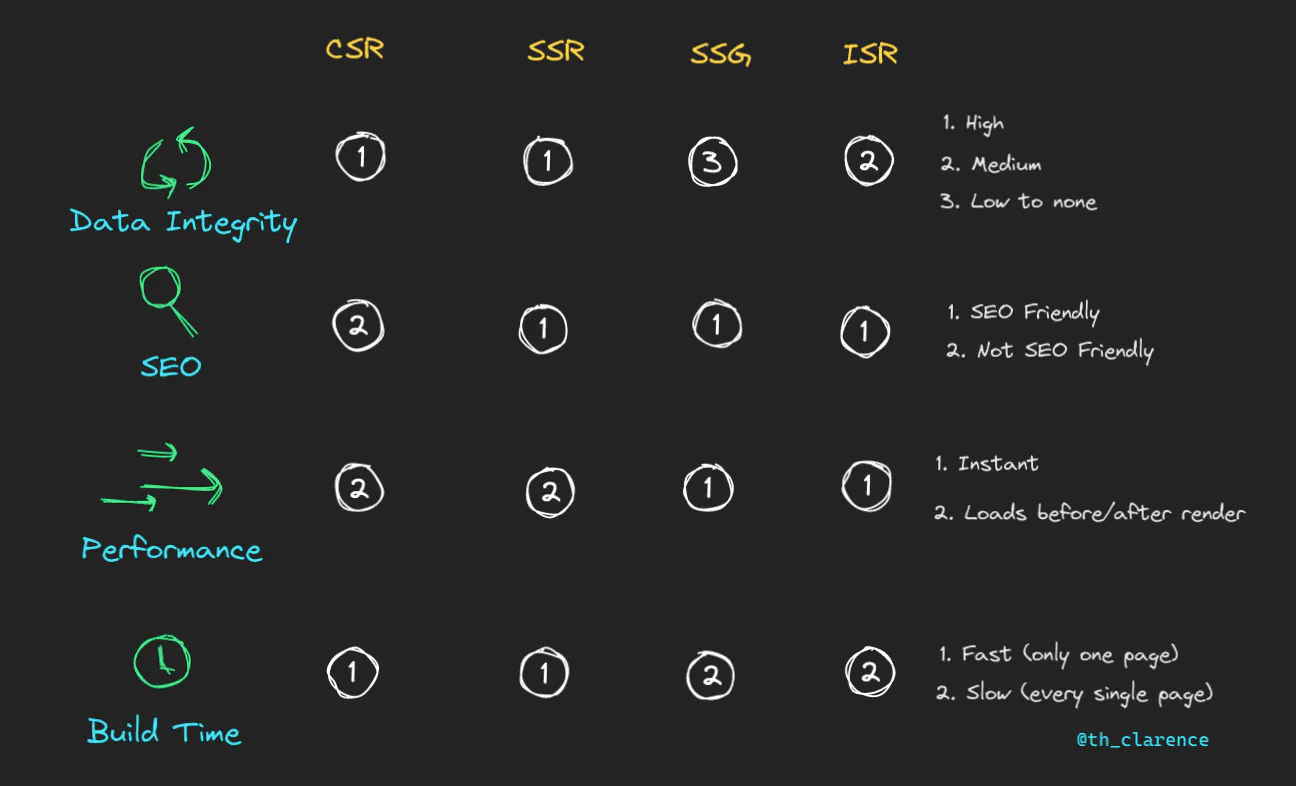 CSR SSR SSG ISR
1 1 3 2 1. High
2. Medium
3. Low to none
Data Integrity
2 1 1 1 1. SEO Friendly
2. Not SEO Friendly
SEO
2 2 1 1 1. Instant
2. Loads before/after render
Performance
1 1 2 2 1. Fast (only one page)
2. Slow (every single page)
Build Time
@th_clarence